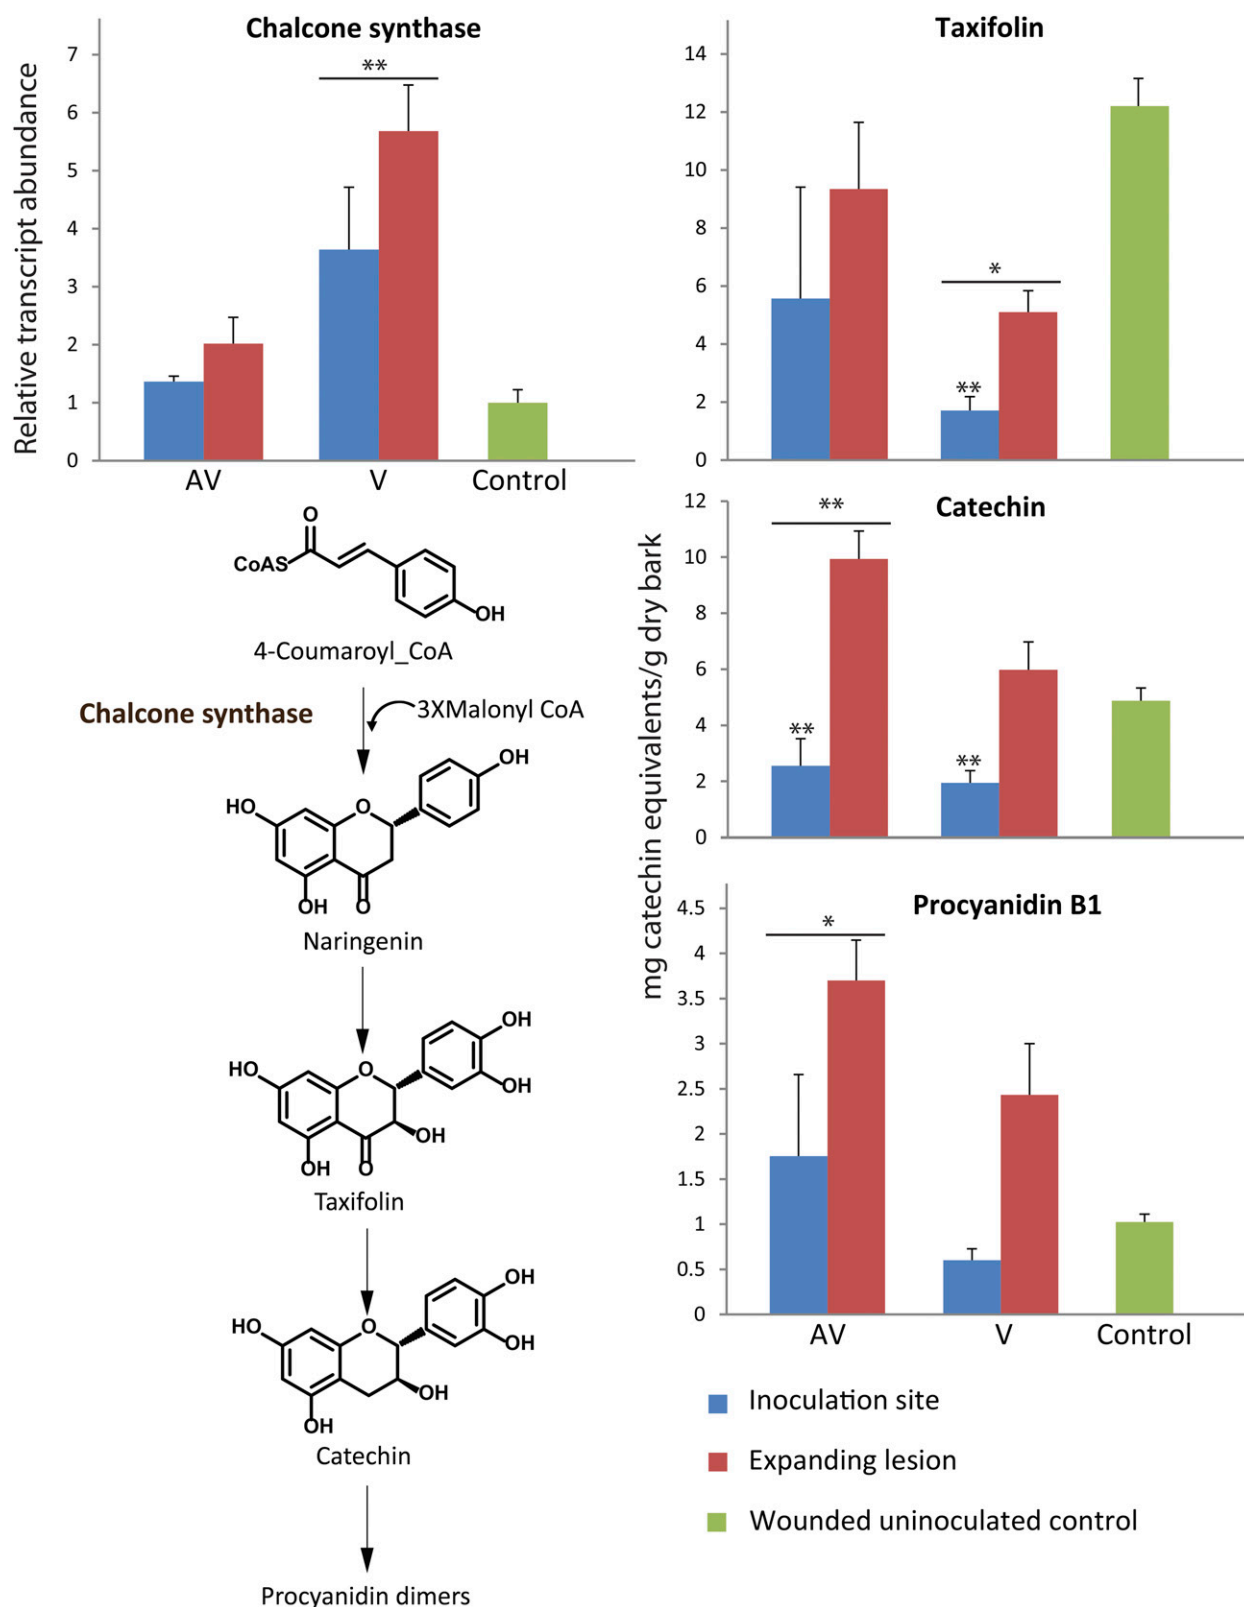 Chalcone synthase
Relative transcript abundance
7
6
5
4
3
2
1
0
**
AV
V
Control
O
CoAS
OH
4-Coumaroyl_CoA
Chalcone synthase
3XMalonyl CoA
OH
HO
O
OH
O
Naringenin
OH
HO
O
OH
OH
OH
O
Taxifolin
OH
HO
O
OH
OH
OH
Catechin
Procyanidin dimers
Taxifolin
14
12
10
8
6
4
2
0
*
**
mg catechin equivalents/g dry bark
Catechin
12
10
8
6
4
2
0
**
**
**
Procyanidin B1
4.5
4
3.5
3
2.5
2
1.5
1
0.5
0
*
AV
V
Control
Inoculation site
Expanding lesion
Wounded uninoculated control